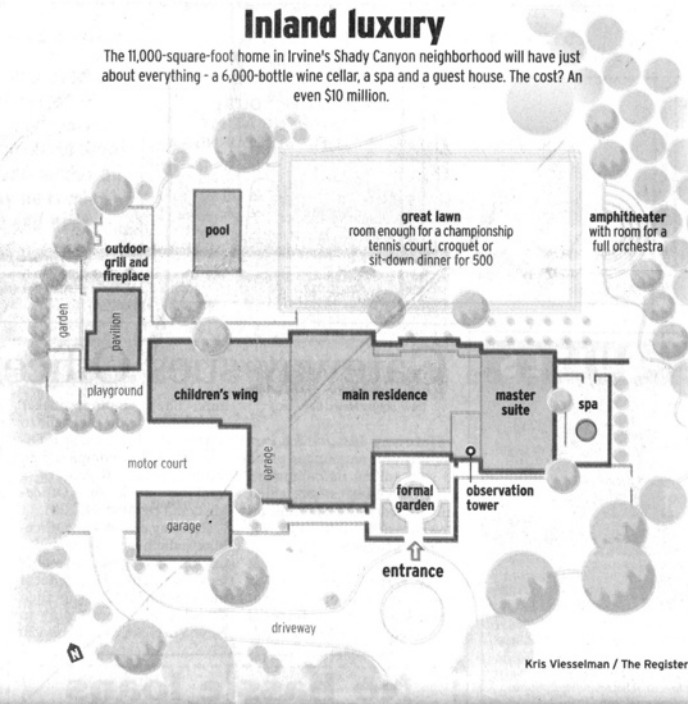 Inland luxury
The 11,000-square-foot home in Irvine's Shady Canyon neighborhood will have just
about everything - a 6,000-bottle wine cellar, a spa and a guest house. The cost? An
even $10 million.
pool
great lawn
room enough for a championship
tennis court, croquet or
sit-down dinner for 500
amphitheater
with room for a
full orchestra
outdoor
grill and
fireplace
garden
pavilion
playground
children's wing
main residence
master
suite
spa
motor court
garage
garage
formal
garden
observation
tower
entrance
driveway
N
Kris Viesselman / The Register